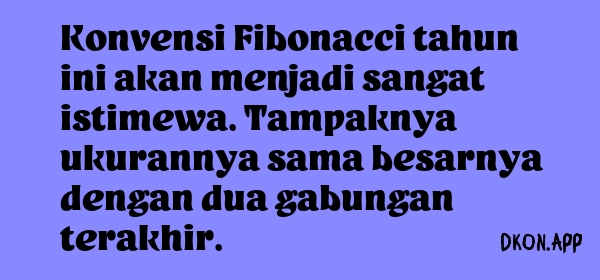 Konvensi Fibonacci tahun
ini akan menjadi sangat
istimewa. Tampaknya
ukurannya sama besarnya
dengan dua gabungan
terakhir.
DKON.APP